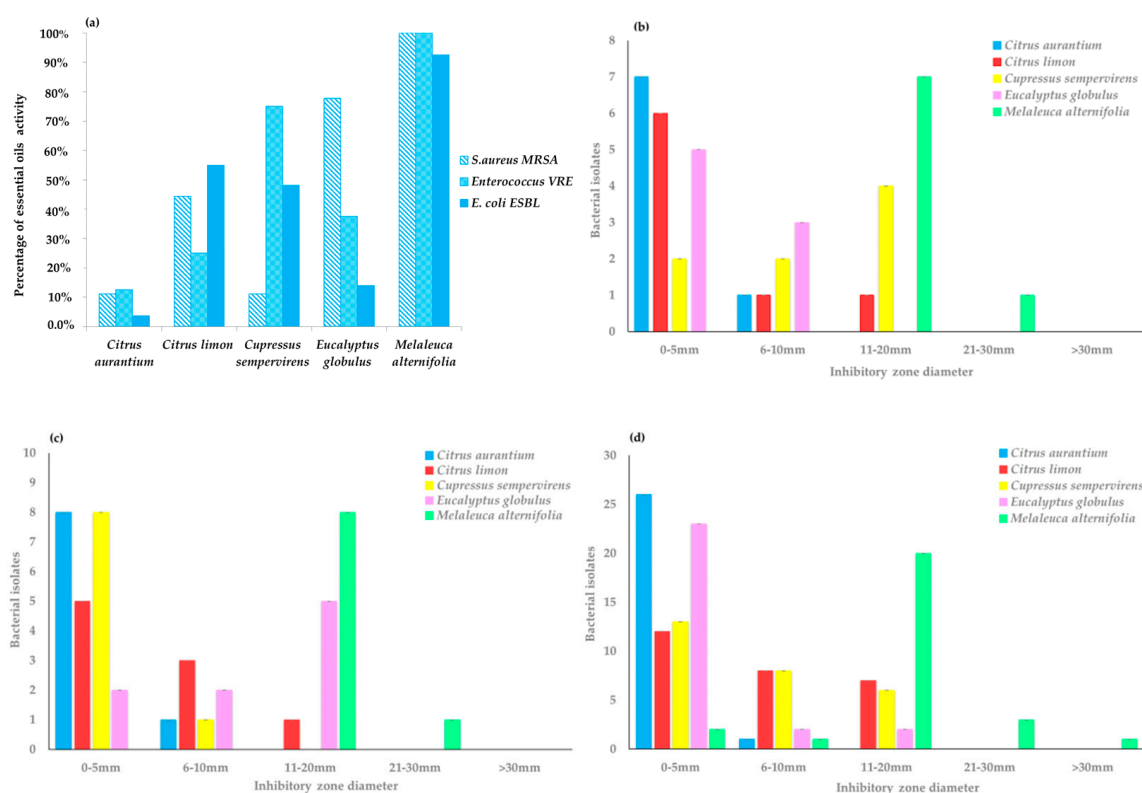 (a)
100%
90%
80%
70%
60%
50%
40%
30%
20%
10%
0.0%
Percentage of essential oils activity
S.aureus MRSA
Enterococcus VRE
E. coli ESBL
Citrus
aurantium
Citrus limon
Cupressus
sempervirens
Eucalyptus
globulus
Melaleuca
alternifolia
(b)
8
7
6
5
4
3
2
1
0
Bacterial isolates
Citrus aurantium
Citrus limon
Cupressus sempervirens
Eucalyptus globulus
Melaleuca alternifolia
0-5mm
6-10mm
11-20mm
21-30mm
>30mm
Inhibitory zone diameter
(c)
10
9
8
7
6
5
4
3
2
1
0
Bacterial isolates
Citrus aurantium
Citrus limon
Cupressus sempervirens
Eucalyptus globulus
Melaleuca alternifolia
0-5mm
6-10mm
11-20mm
21-30mm
>30mm
Inhibitory zone diameter
(d)
30
25
20
15
10
5
0
Bacterial isolates
Citrus aurantium
Citrus limon
Cupressus sempervirens
Eucalyptus globulus
Melaleuca alternifolia
0-5mm
6-10mm
11-20mm
21-30mm
>30mm
Inhibitory zone diameter